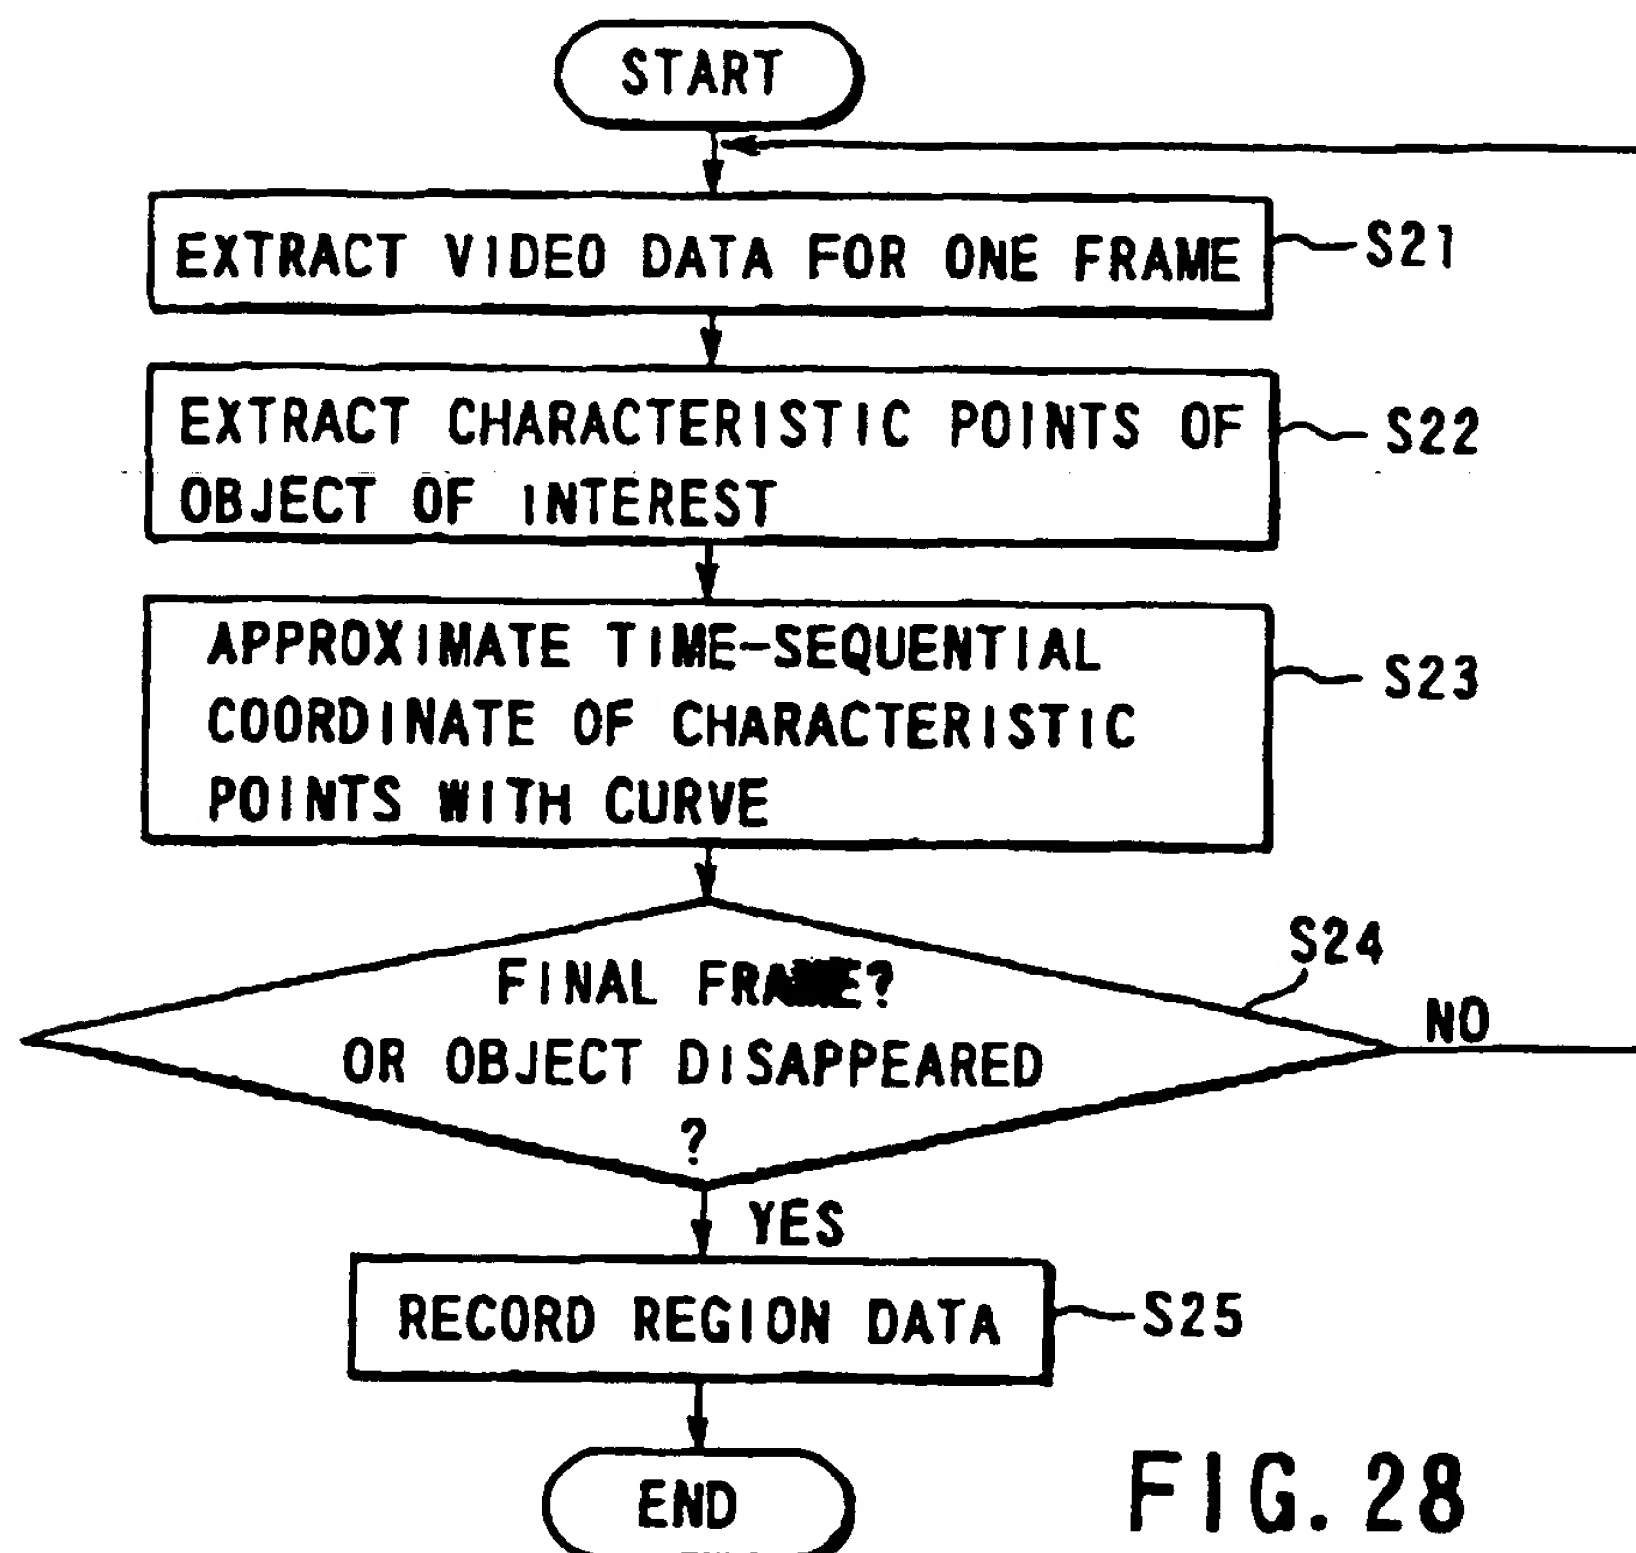 START
EXTRACT VIDEO DATA FOR ONE FRAME
S21
EXTRACT CHARACTERISTIC POINTS OF
OBJECT OF INTEREST
S22
APPROXIMATE TIME-SEQUENTIAL
COORDINATE OF CHARACTERISTIC
POINTS WITH CURVE
S23
FINAL FRAME?
OR OBJECT DISAPPEARED
?
S24
NO
YES
RECORD REGION DATA
S25
END
FIG. 28